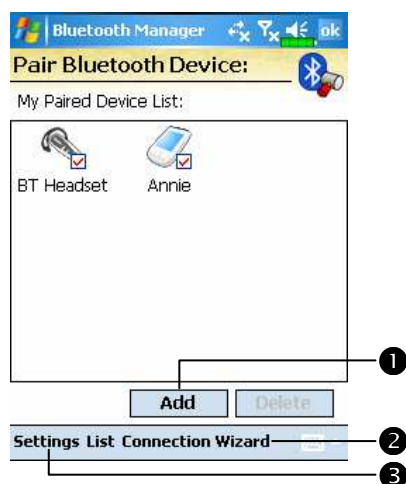 Bluetooth Manager ok
Pair Bluetooth Device:
My Paired Device List:
BT Headset Annie
1
Add Delete
Settings List Connection Wizard 2
3